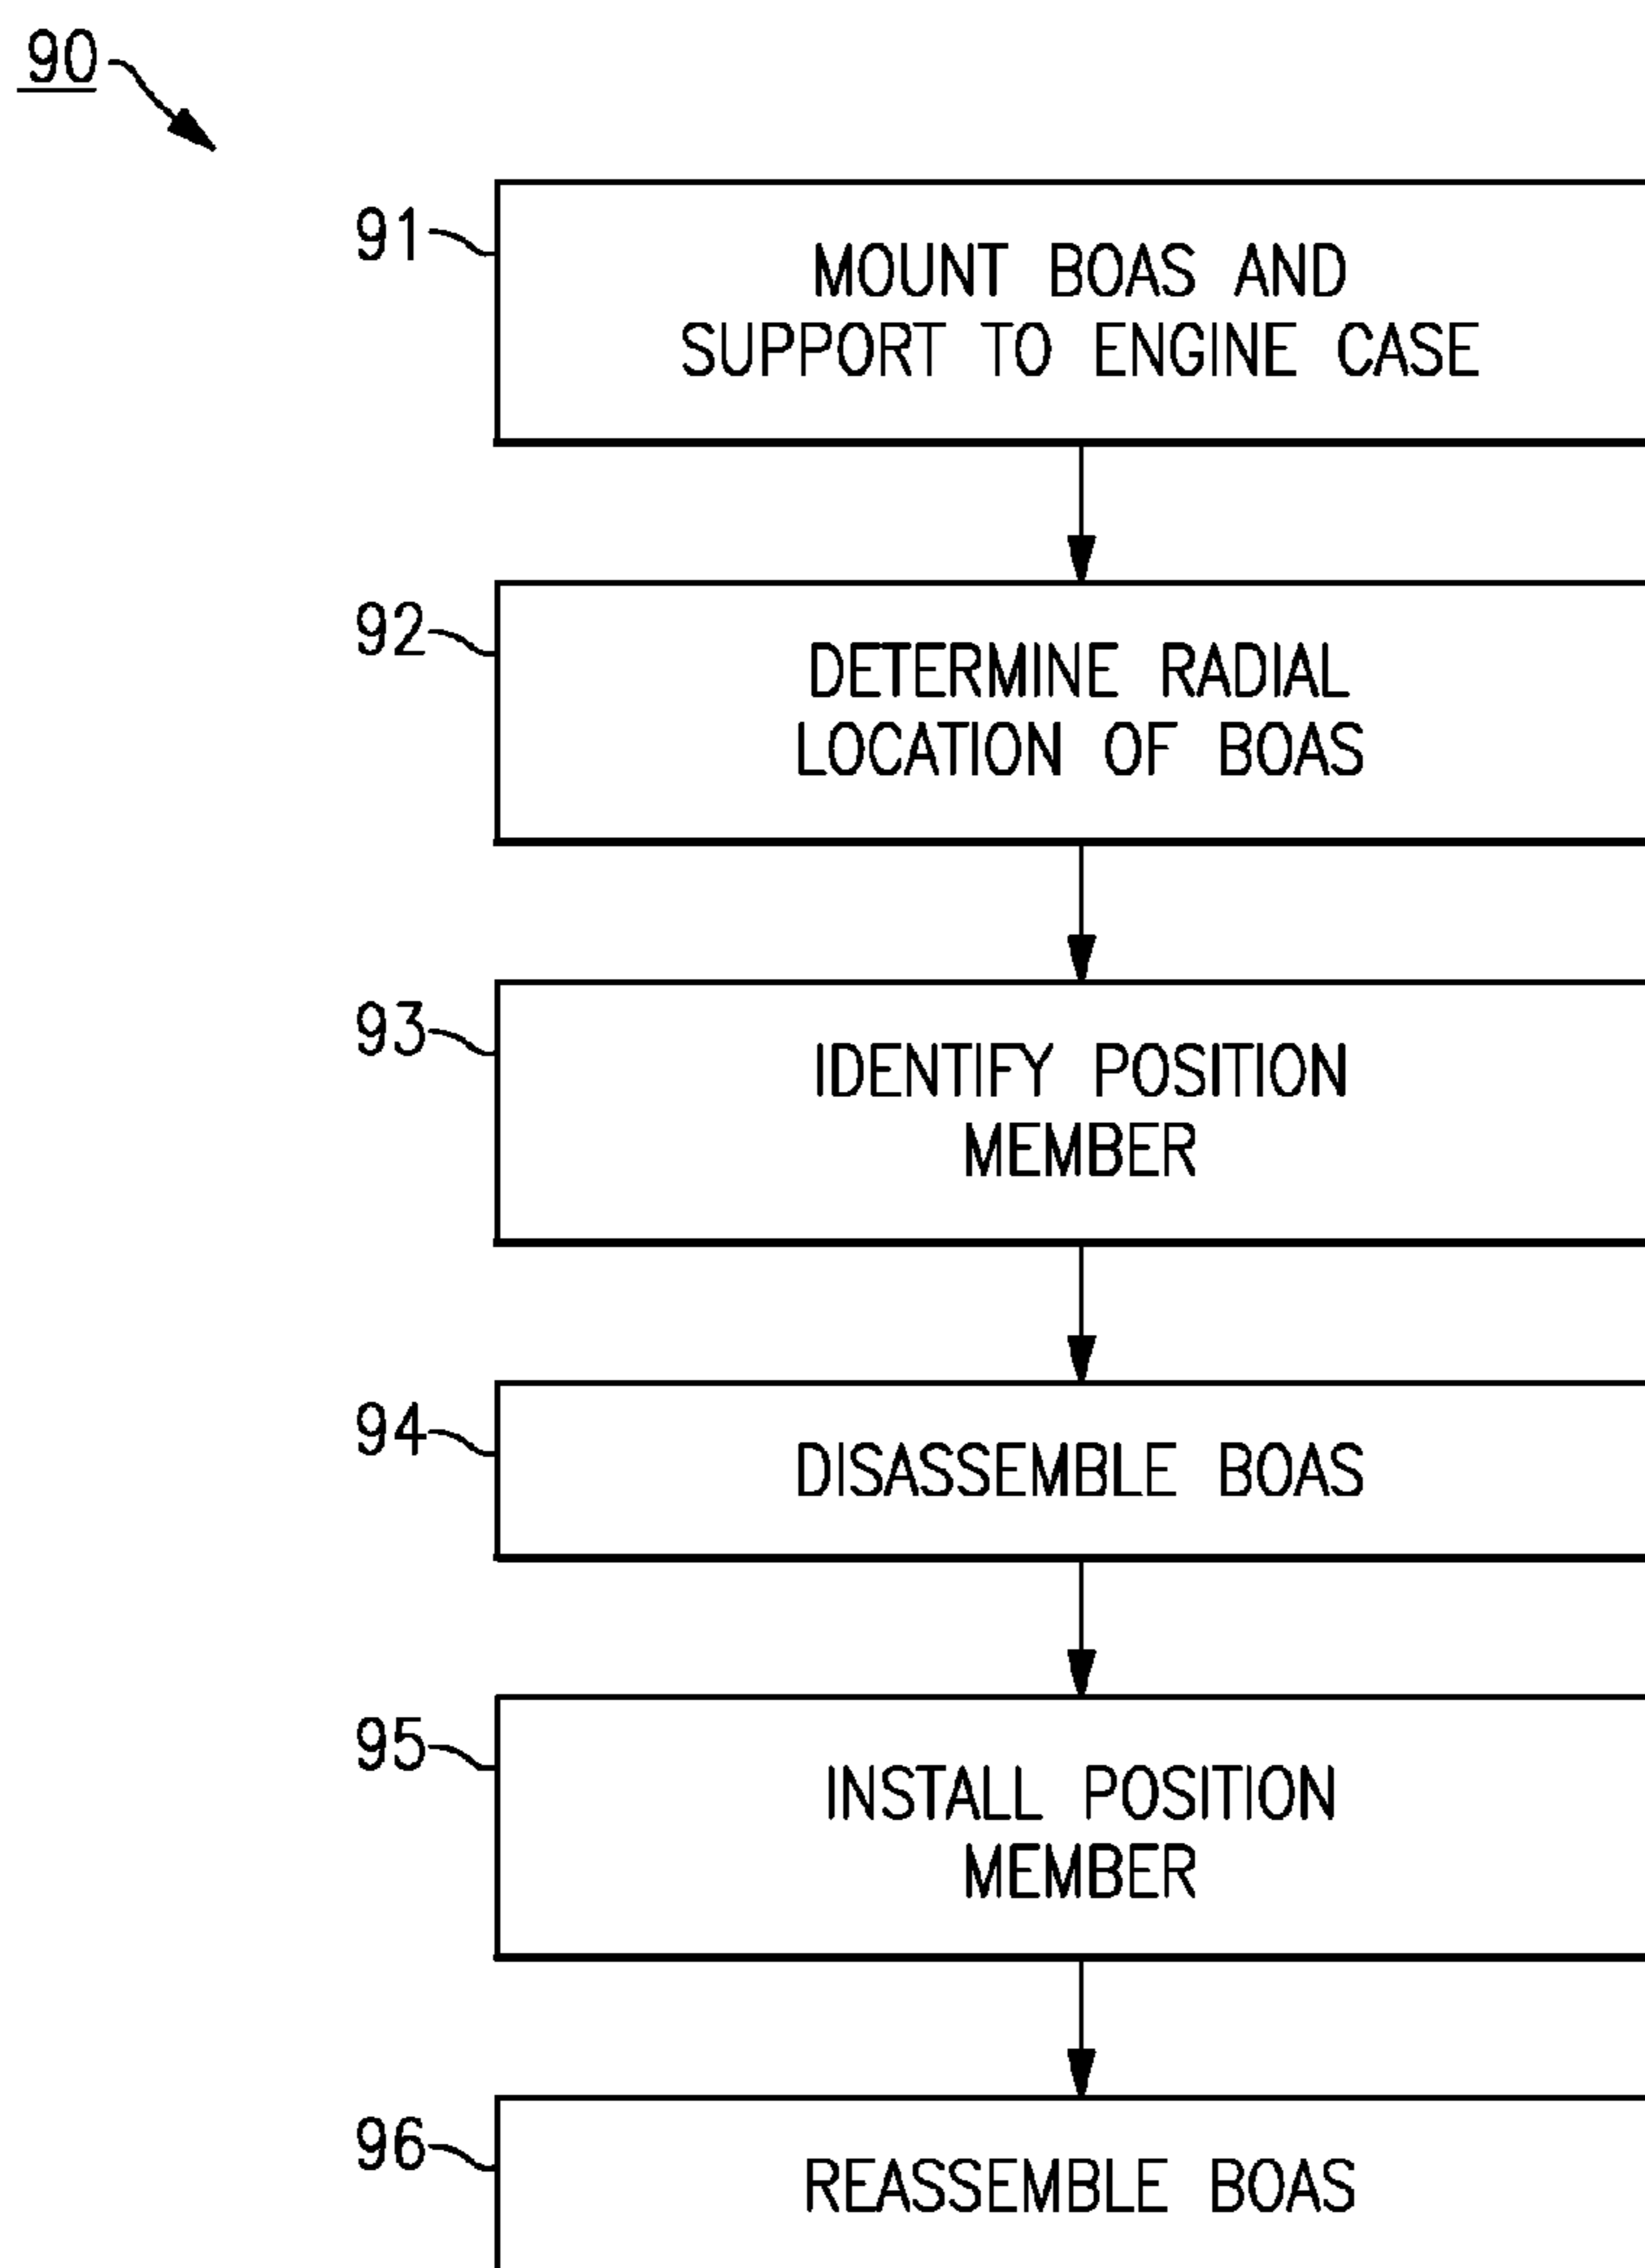 90
91
MOUNT BOAS AND
SUPPORT TO ENGINE CASE
92
DETERMINE RADIAL
LOCATION OF BOAS
93
IDENTIFY POSITION
MEMBER
94
DISASSEMBLE BOAS
95
INSTALL POSITION
MEMBER
96
REASSEMBLE BOAS